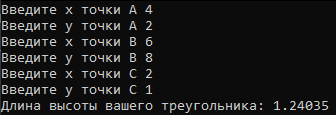 Введите x точки A 4
Введите y точки A 2
Введите x точки B 6
Введите y точки B 8
Введите x точки C 2
Введите y точки C 1
Длина высоты вашего треугольника: 1.24035